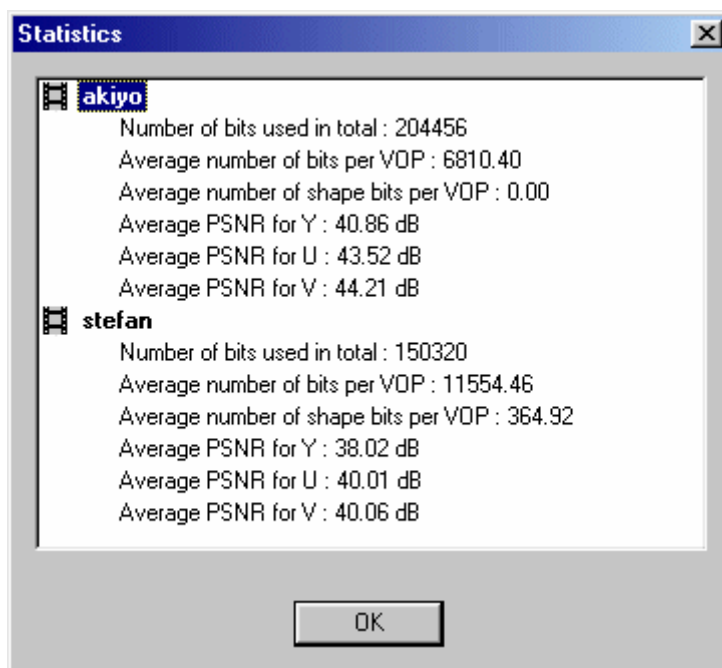 Statistics
akiyo
Number of bits used in total : 204456
Average number of bits per VOP : 6810.40
Average number of shape bits per VOP : 0.00
Average PSNR for Y : 40.86 dB
Average PSNR for U : 43.52 dB
Average PSNR for V : 44.21 dB
stefan
Number of bits used in total : 150320
Average number of bits per VOP : 11554.46
Average number of shape bits per VOP : 364.92
Average PSNR for Y : 38.02 dB
Average PSNR for U : 40.01 dB
Average PSNR for V : 40.06 dB
OK